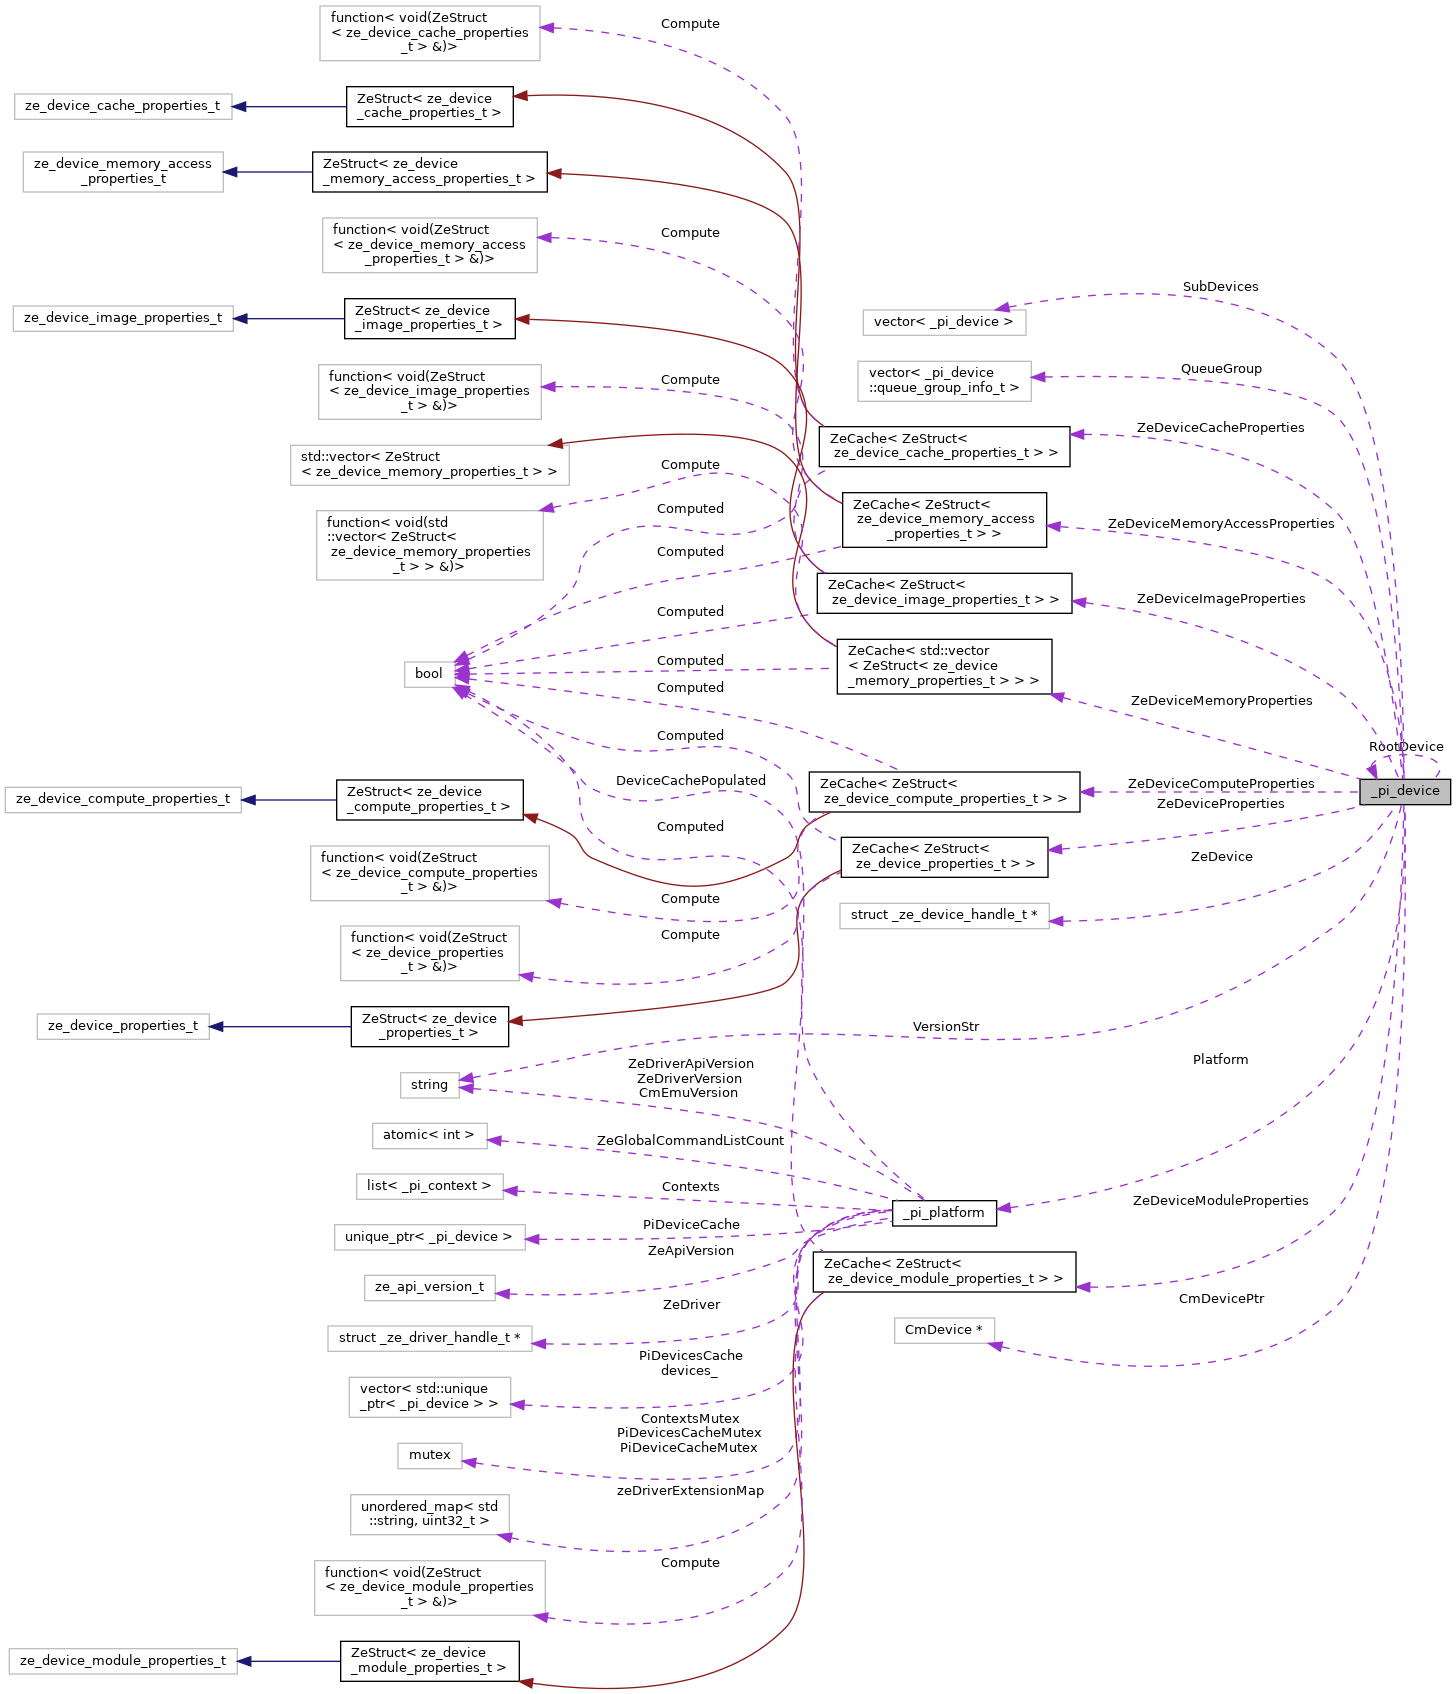 function< void(ZeStruct
< ze_device_cache_properties
_t > &)>
Compute
ze_device_cache_properties_t
ZeStruct< ze_device
_cache_properties_t >
ze_device_memory_access
_properties_t
ZeStruct< ze_device
_memory_access_properties_t >
function< void(ZeStruct
< ze_device_memory_access
_properties_t > &)>
Compute
ze_device_image_properties_t
ZeStruct< ze_device
_image_properties_t >
function< void(ZeStruct
< ze_device_image_properties
_t > &)>
Compute
std::vector< ZeStruct
< ze_device_memory_properties_t > >
function< void(std
::vector< ZeStruct<
ze_device_memory_properties
_t > > &)>
Compute
Computed
Computed
Computed
Computed
Computed
Computed
DeviceCachePopulated
Computed
bool
SubDevices
vector< _pi_device >
vector< _pi_device
::queue_group_info_t >
QueueGroup
ZeCache< ZeStruct<
ze_device_cache_properties_t > >
ZeDeviceCacheProperties
ZeCache< ZeStruct<
ze_device_memory_access
_properties_t > >
ZeDeviceMemoryAccessProperties
ZeCache< ZeStruct<
ze_device_image_properties_t > >
ZeDeviceImageProperties
ZeCache< std::vector
< ZeStruct< ze_device
_memory_properties_t > > >
ZeDeviceMemoryProperties
RootDevice
_pi_device
ZeCache< ZeStruct<
ze_device_compute_properties_t > >
ZeDeviceComputeProperties
ZeDeviceProperties
ZeCache< ZeStruct<
ze_device_properties_t > >
ZeDevice
struct _ze_device_handle_t *
ze_device_compute_properties_t
ZeStruct< ze_device
_compute_properties_t >
function< void(ZeStruct
< ze_device_compute_properties
_t > &)>
Compute
function< void(ZeStruct
< ze_device_properties
_t > &)>
Compute
ze_device_properties_t
ZeStruct< ze_device
_properties_t >
VersionStr
Platform
string
ZeDriverApiVersion
ZeDriverVersion
CmEmuVersion
atomic< int >
ZeGlobalCommandListCount
list< _pi_context >
Contexts
_pi_platform
ZeDeviceModuleProperties
unique_ptr< _pi_device >
PiDeviceCache
ZeApiVersion
ze_api_version_t
ZeCache< ZeStruct<
ze_device_module_properties_t > >
ZeDriver
struct _ze_driver_handle_t *
CmDevicePtr
CmDevice *
PiDevicesCache
devices_
vector< std::unique
_ptr< _pi_device > >
ContextsMutex
PiDevicesCacheMutex
PiDeviceCacheMutex
mutex
zeDriverExtensionMap
unordered_map< std
::string, uint32_t >
Compute
function< void(ZeStruct
< ze_device_module_properties
_t > &)>
ze_device_module_properties_t
ZeStruct< ze_device
_module_properties_t >